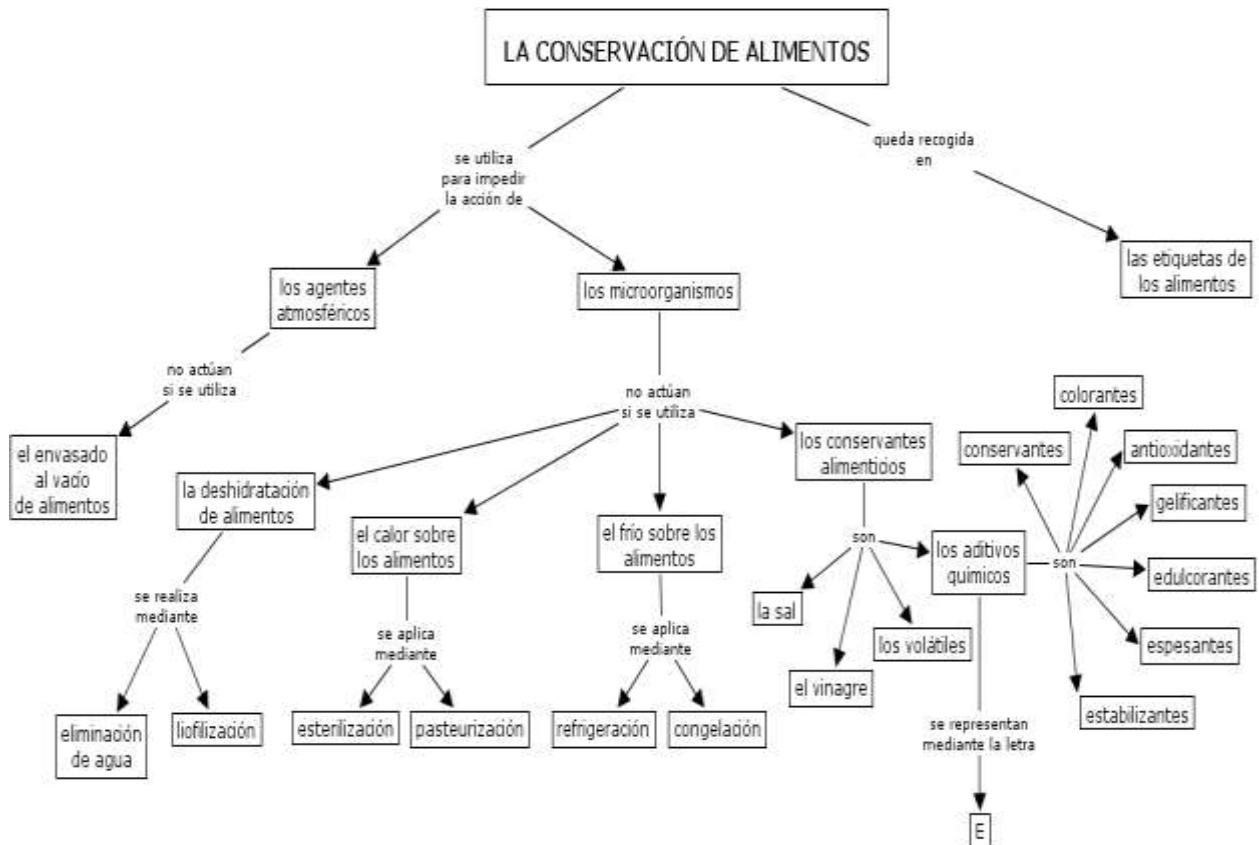 LA CONSERVACIÓN DE ALIMENTOS
se utiliza
para impedir
la acción de
queda recogida
en
los agentes
atmosféricos
los microorganismos
las etiquetas de
los alimentos
no actúan
si se utiliza
no actúan
si se utiliza
el envasado
al vacío
de alimentos
la deshidratación
de alimentos
el calor sobre
los alimentos
el frío sobre los
alimentos
los conservantes
alimenticios
son
la sal
el vinagre
los volátiles
los aditivos
químicos
son
conservantes
colorantes
antioxidantes
gelificantes
edulcorantes
espesantes
estabilizantes
se realiza
mediante
eliminación
de agua
liofilización
se aplica
mediante
esterilización
pasteurización
se aplica
mediante
refrigeración
congelación
se representan
mediante la letra
E